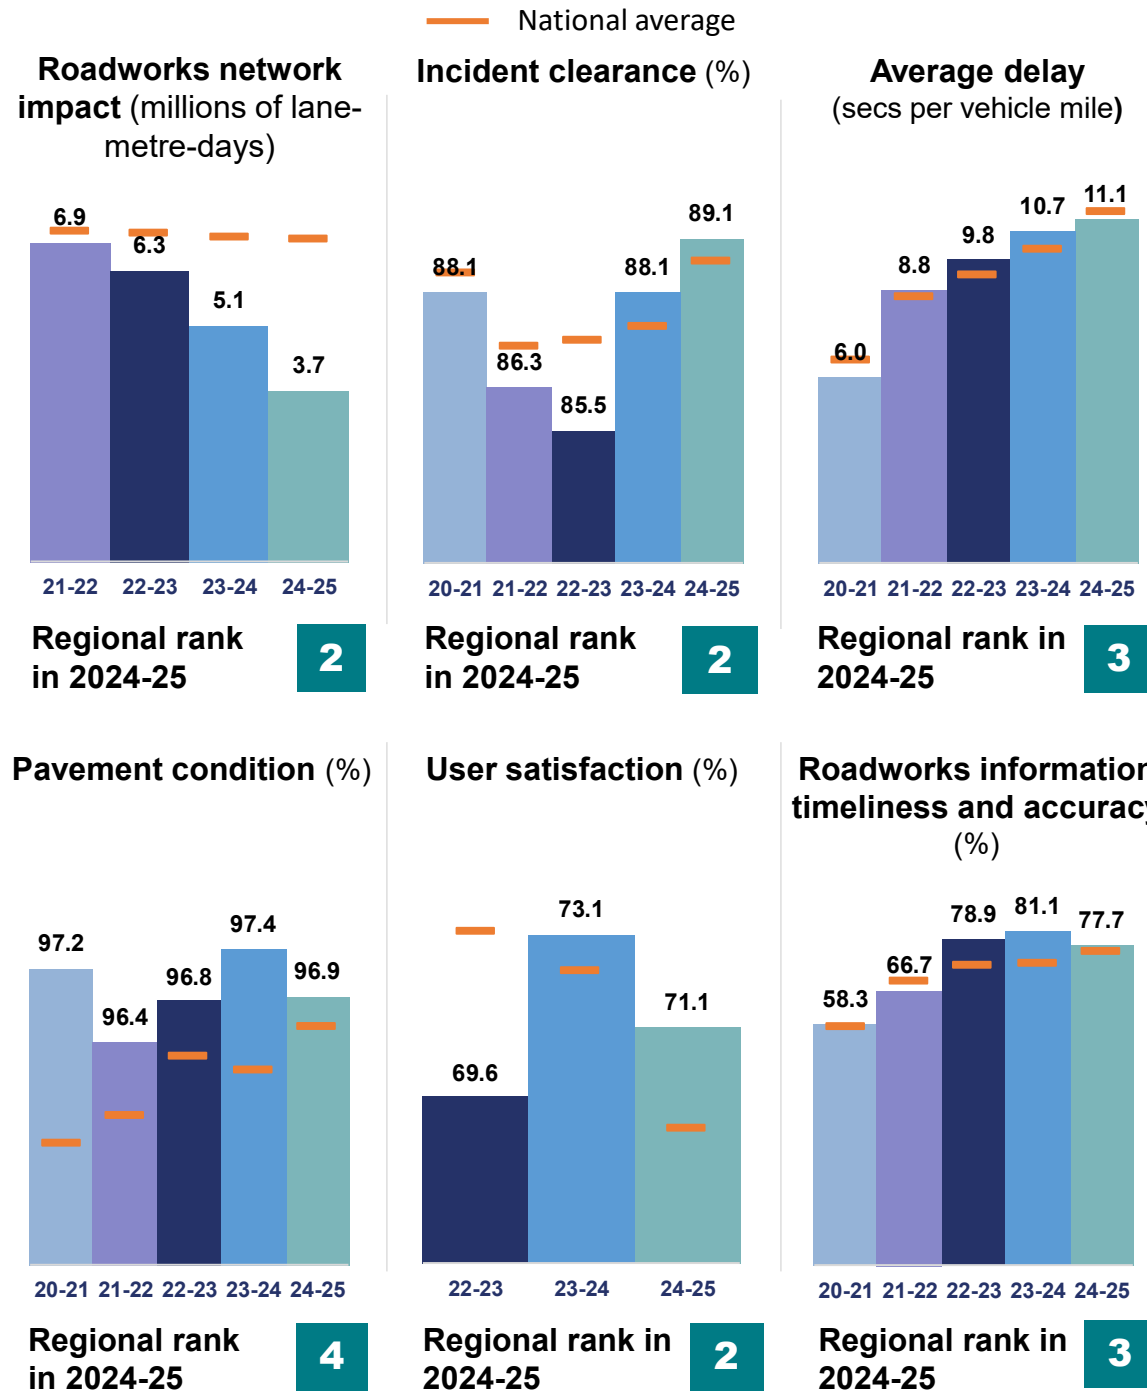 National average
Roadworks network
impact (millions of lane-
metre-days)
6.9
6.3
5.1
3.7
21-22 22-23 23-24 24-25
Regional rank
in 2024-25
2
Incident clearance (%)
88.1
86.3
85.5
88.1
89.1
20-21 21-22 22-23 23-24 24-25
Regional rank
in 2024-25
2
Average delay
(secs per vehicle mile)
6.0
8.8
9.8
10.7
11.1
20-21 21-22 22-23 23-24 24-25
Regional rank in
2024-25
3
Pavement condition (%)
97.2
96.4
96.8
97.4
96.9
20-21 21-22 22-23 23-24 24-25
Regional rank
in 2024-25
4
User satisfaction (%)
69.6
73.1
71.1
22-23 23-24 24-25
Regional rank in
2024-25
2
Roadworks information
timeliness and accuracy
(%)
58.3
66.7
78.9
81.1
77.7
20-21 21-22 22-23 23-24 24-25
Regional rank in
2024-25
3